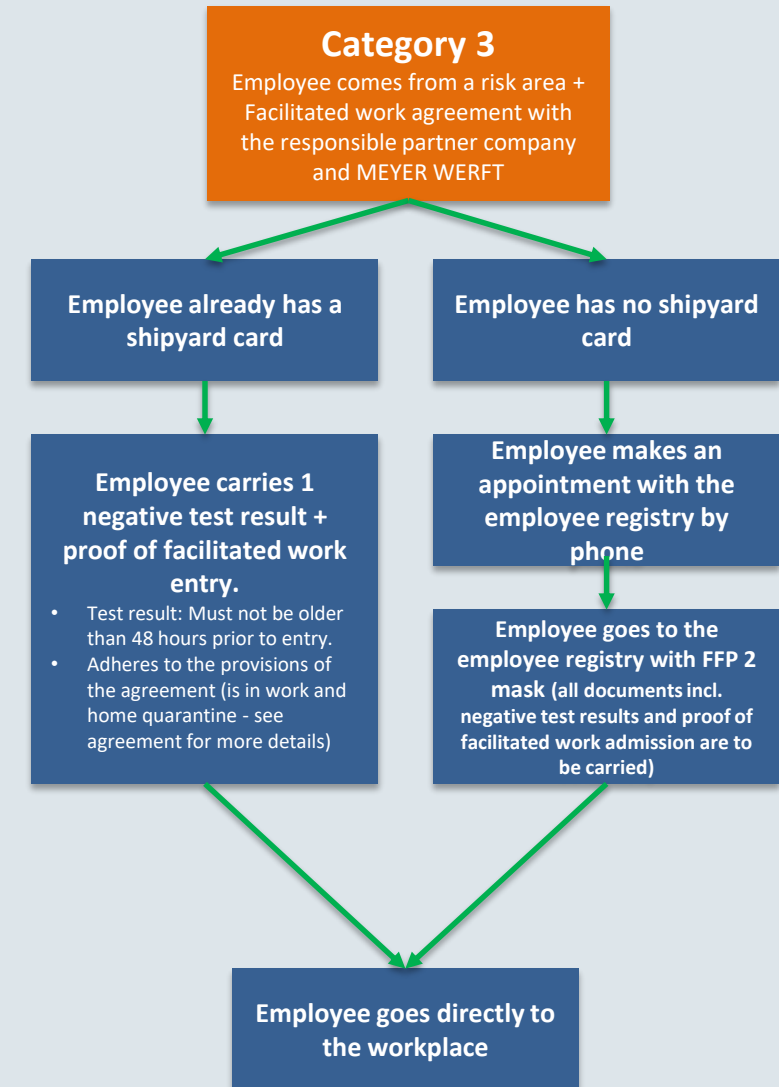 Category 3
Employee comes from a risk area +
Facilitated work agreement with
the responsible partner company
and MEYER WERFT
Employee already has a
shipyard card
Employee has no shipyard
card
Employee carries 1
negative test result +
proof of facilitated work
entry.
• Test result: Must not be older
than 48 hours prior to entry.
• Adheres to the provisions of
the agreement (is in work and
home quarantine - see
agreement for more details)
Employee makes an
appointment with the
employee registry by
phone
Employee goes to the
employee registry with FFP 2
mask (all documents incl.
negative test results and proof of
facilitated work admission are to
be carried)
Employee goes directly to
the workplace